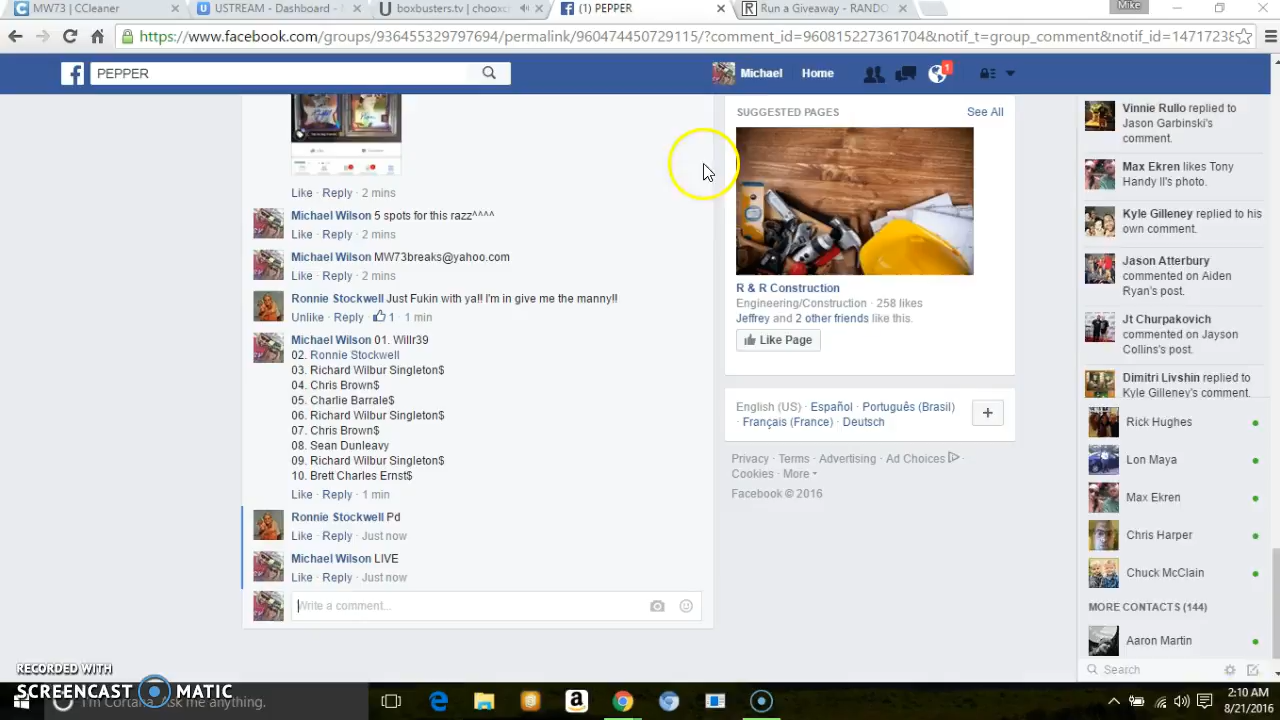 MW73 | CCleaner
USTREAM - Dashboard
boxbusters.tv | chooxc
(1) PEPPER
Run a Giveaway - RANDO
Mike
https://www.facebook.com/groups/936455329797694/permalink/960474450729115/?comment_id=960815227361704&notif_t=group_comment&notif_id=14717238
PEPPER
Michael
Home
1
Like · Reply · 2 mins
Michael Wilson 5 spots for this razz^^^^
Like · Reply · 2 mins
Michael Wilson MW73breaks@yahoo.com
Like · Reply · 2 mins
Ronnie Stockwell Just Fukin with ya!! I'm in give me the manny!!
Unlike · Reply · 1 · 1 min
Michael Wilson 01. Willr39
02. Ronnie Stockwell
03. Richard Wilbur Singleton$
04. Chris Brown$
05. Charlie Barrale$
06. Richard Wilbur Singleton$
07. Chris Brown$
08. Sean Dunleavy
09. Richard Wilbur Singleton$
10. Brett Charles Ernst$
Like · Reply · 1 min
Ronnie Stockwell Pd
Like · Reply · Just now
Michael Wilson LIVE
Like · Reply · Just now
Write a comment...
SUGGESTED PAGES
See All
R & R Construction
Engineering/Construction · 258 likes
Jeffrey and 2 other friends like this.
Like Page
English (US) · Español · Português (Brasil)
· Français (France) · Deutsch
Privacy · Terms · Advertising · Ad Choices ·
Cookies · More
Facebook © 2016
Vinnie Rullo replied to
Jason Garbinski's
comment.
Max Ekren likes Tony
Handy II's photo.
Kyle Gilleney replied to his
own comment.
Jason Atterbury
commented on Aiden
Ryan's post.
Jt Churpakovich
commented on Jayson
Collins's post.
Dimitri Livshin replied to
Kyle Gilleney's comment.
Rick Hughes
Lon Maya
Max Ekren
Chris Harper
Chuck McClain
MORE CONTACTS (144)
Aaron Martin
Search
RECORDED WITH
SCREENCAST MATIC
I'm Cortana. Ask me anything.
2:10 AM
8/21/2016